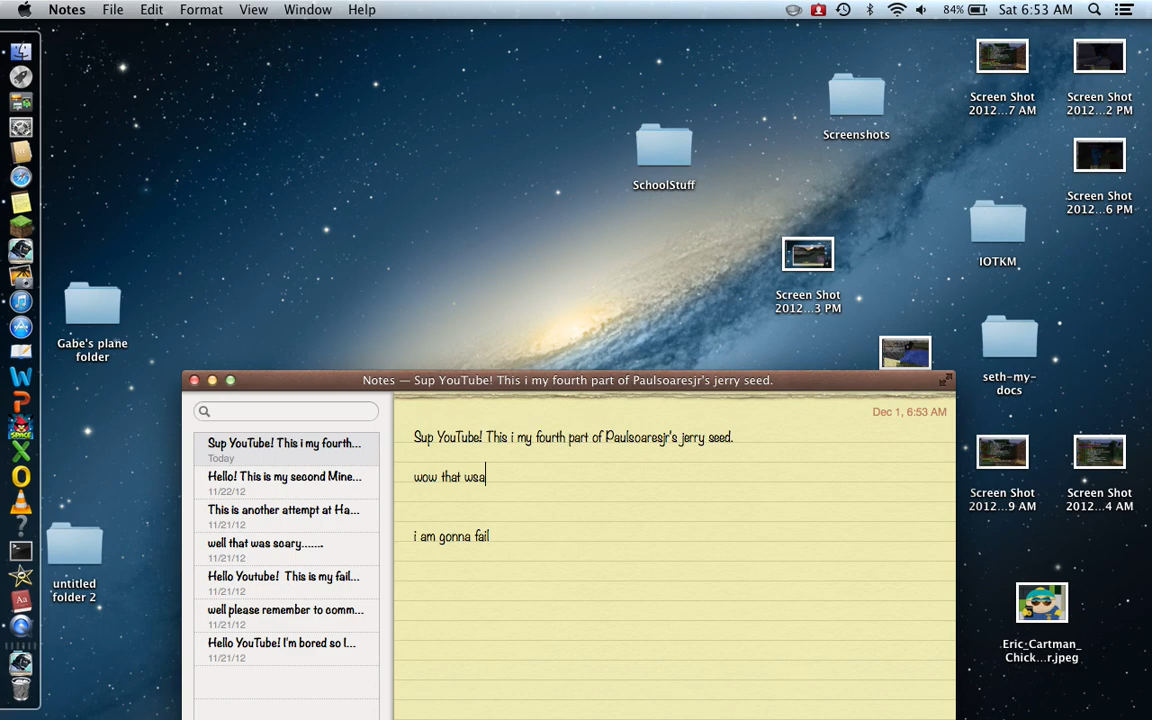 Notes File Edit Format View Window Help 84% Sat 6:53 AM
Screen Shot
2012...7 AM
Screen Shot
2012...2 PM
Screenshots
SchoolStuff
Screen Shot
2012...6 PM
IOTKM
Screen Shot
2012...3 PM
Gabe's plane
folder
seth-my-
docs
Notes — Sup YouTube! This i my fourth part of Paulsoaresjr's jerry seed.
Dec 1, 6:53 AM
Sup YouTube! This i my fourth part of Paulsoaresjr's jerry seed.
wow that wsa
i am gonna fail
Sup YouTube! This i my fourth...
Today
Hello! This is my second Mine...
11/22/12
This is another attempt at Ha...
11/21/12
well that was scary.......
11/21/12
Hello Youtube! This is my fail...
11/21/12
well please remember to comm...
11/21/12
Hello YouTube! I'm bored so I...
11/21/12
Screen Shot
2012...9 AM
Screen Shot
2012...4 AM
untitled
folder 2
Eric_Cartman_
Chick...r.jpeg
SPACE
Aa